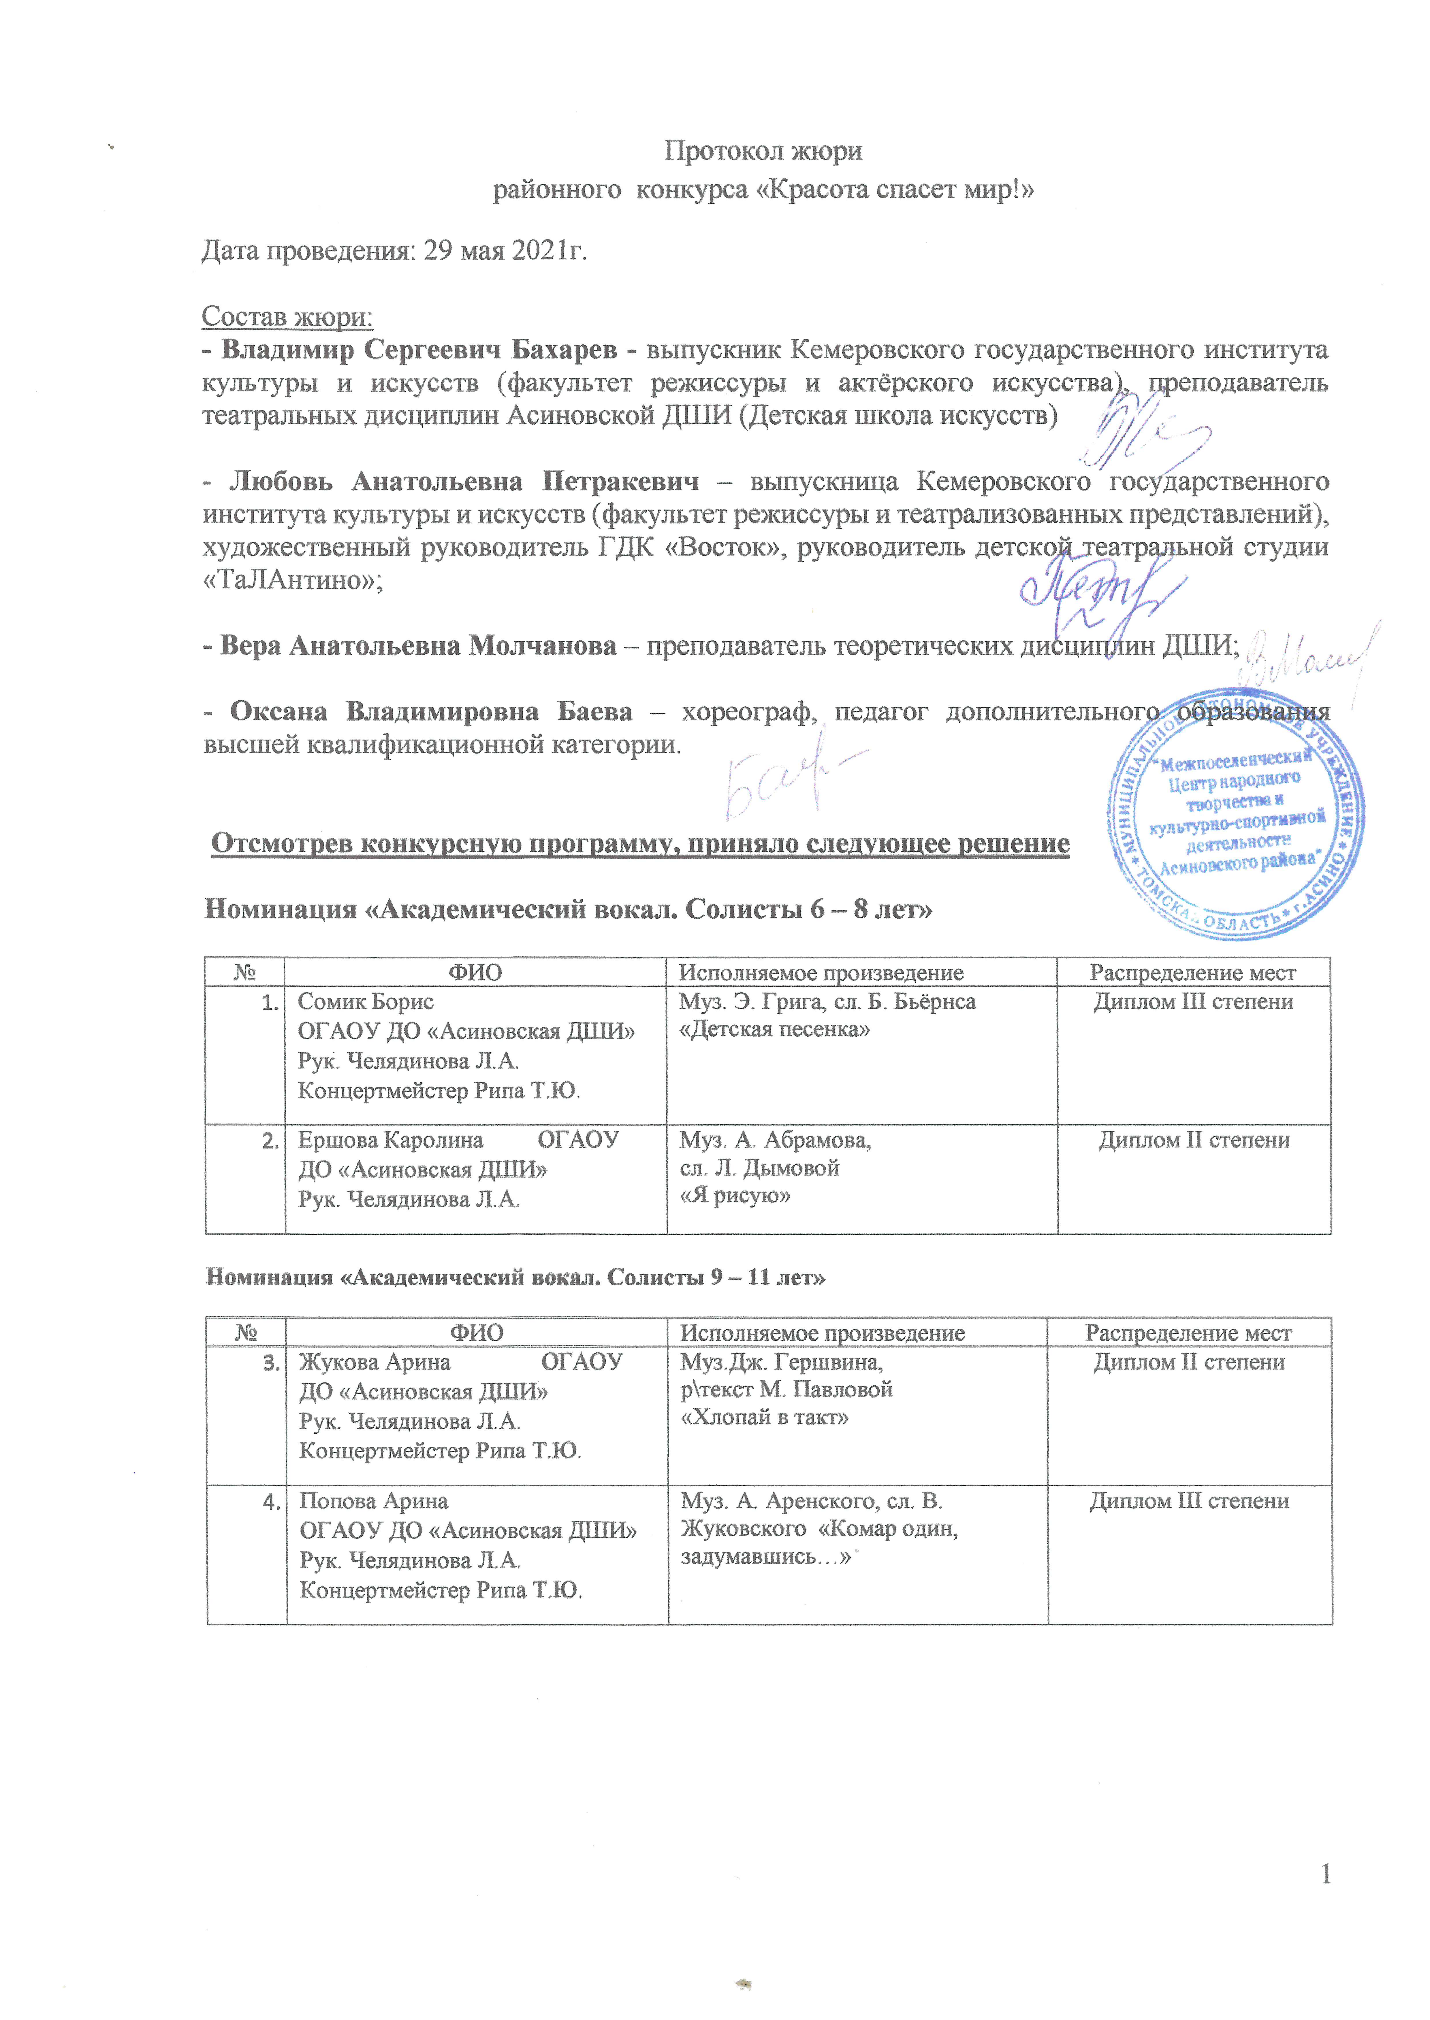 Протокол жюри
районного конкурса «Красота спасет мир!»
Дата проведения: 29 мая 2021г.
Состав жюри:
- Владимир Сергеевич Бахарев - выпускник Кемеровского государственного института
культуры и искусств (факультет режиссуры и актёрского искусства), преподаватель
театральных дисциплин Асиновской ДШИ (Детская школа искусств)
- Любовь Анатольевна Петракевич – выпускница Кемеровского государственного
института культуры и искусств (факультет режиссуры и театрализованных представлений),
художественный руководитель ГДК «Восток», руководитель детской театральной студии
«ТаЛАнтино»;
- Вера Анатольевна Молчанова – преподаватель теоретических дисциплин ДШИ;
- Оксана Владимировна Баева – хореограф, педагог дополнительного образования
высшей квалификационной категории.
МУНИЦИПАЛЬНОЕ АВТОНОМНОЕ УЧРЕЖДЕНИЕ * ТОМСКАЯ ОБЛАСТЬ * г.АСИНО *
"Межпоселенческий
Центр народного
творчества и
культурно-спортивной
деятельности
Асиновского района"
Отсмотрев конкурсную программу, приняло следующее решение
Номинация «Академический вокал. Солисты 6 – 8 лет»
№ ФИО Исполняемое произведение Распределение мест
1. Сомик Борис Муз. Э. Грига, сл. Б. Бьёрнса Диплом III степени
ОГАОУ ДО «Асиновская ДШИ» «Детская песенка»
Рук. Челядинова Л.А.
Концертмейстер Рипа Т.Ю.
2. Ершова Каролина ОГАОУ Муз. А. Абрамова, Диплом II степени
ДО «Асиновская ДШИ» сл. Л. Дымовой
Рук. Челядинова Л.А. «Я рисую»
Номинация «Академический вокал. Солисты 9 – 11 лет»
№ ФИО Исполняемое произведение Распределение мест
3. Жукова Арина ОГАОУ Муз.Дж. Гершвина, Диплом II степени
ДО «Асиновская ДШИ» р\текст М. Павловой
Рук. Челядинова Л.А. «Хлопай в такт»
Концертмейстер Рипа Т.Ю.
4. Попова Арина Муз. А. Аренского, сл. В. Диплом III степени
ОГАОУ ДО «Асиновская ДШИ» Жуковского «Комар один,
Рук. Челядинова Л.А. задумавшись…»
Концертмейстер Рипа Т.Ю.
1